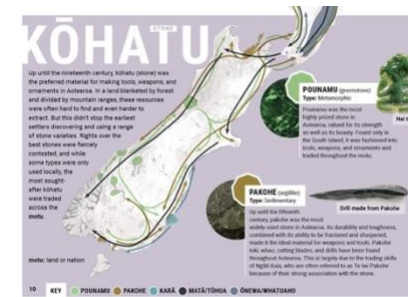 KŌHATU
STONE
Up until the nineteenth century, kōhatu (stone) was
the preferred material for making tools, weapons, and
ornaments in Aotearoa. In a land blanketed by forest
and divided by mountain ranges, these resources
were often hard to find and even harder to
extract. But this didn't stop the earliest
settlers discovering and using a range
of stone varieties. Rights over the
best stones were fiercely
contested, and while
some types were only
used locally, the
most sought-
after kōhatu
were traded
across the
motu.
motu: land or nation
POUNAMU (greenstone)
Type: Metamorphic
Pounamu was the most
highly prized stone in
Aotearoa, valued for its strength
as well as its beauty. Found only in
the South Island, it was fashioned into
tools, weapons, and ornaments and
traded throughout the motu.
Hei t
PAKOHE (argillite)
Type: Sedimentary
Up until the fifteenth
century, pakohe was the most
widely used stone in Aotearoa. Its durability and toughness,
combined with its ability to be fractured and sharpened,
made it the ideal material for weapons and tools. Pakohe
toki, whao, cutting blades, and drills have been found
throughout Aotearoa. This is largely due to the trading skills
of Ngāti Kuia, who are often referred to as Te Iwi Pakohe
because of their strong association with the stone.
Drill made from Pakohe
10 KEY POUNAMU PAKOHE KARĀ MATĀ/TŪHUA ŌNEWA/WHATUAHO